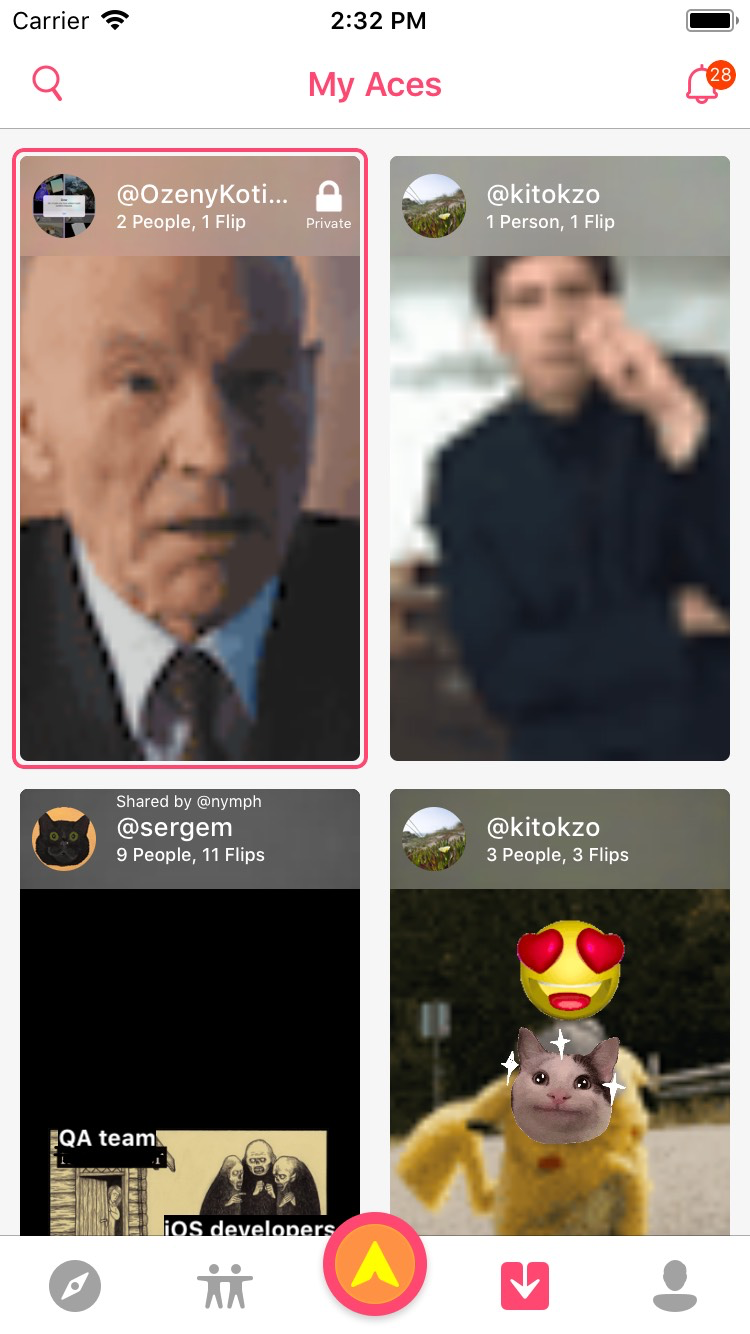 Carrier
2:32 PM
My Aces
28
@OzenyKoti...
2 People, 1 Flip
Private
@kitokzo
1 Person, 1 Flip
Shared by @nymph
@sergem
9 People, 11 Flips
@kitokzo
3 People, 3 Flips
QA team
iOS developers